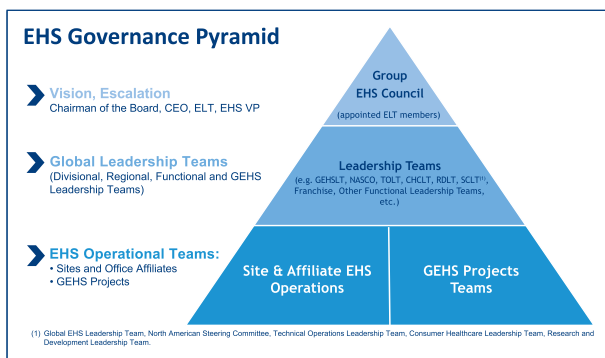 EHS Governance Pyramid
Vision, Escalation
Chairman of the Board, CEO, ELT, EHS VP
Global Leadership Teams
(Divisional, Regional, Functional and GEHS
Leadership Teams)
EHS Operational Teams:
• Sites and Office Affiliates
• GEHS Projects
Group
EHS Council
(appointed ELT members)
Leadership Teams
(e.g. GEHSLT, NASCO, TOLT, CHCLT, RDLT, SCLT(1),
Franchise, Other Functional Leadership Teams,
etc.)
Site & Affiliate EHS
Operations
GEHS Projects
Teams
(1) Global EHS Leadership Team, North American Steering Committee, Technical Operations Leadership Team, Consumer Healthcare Leadership Team, Research and
Development Leadership Team.